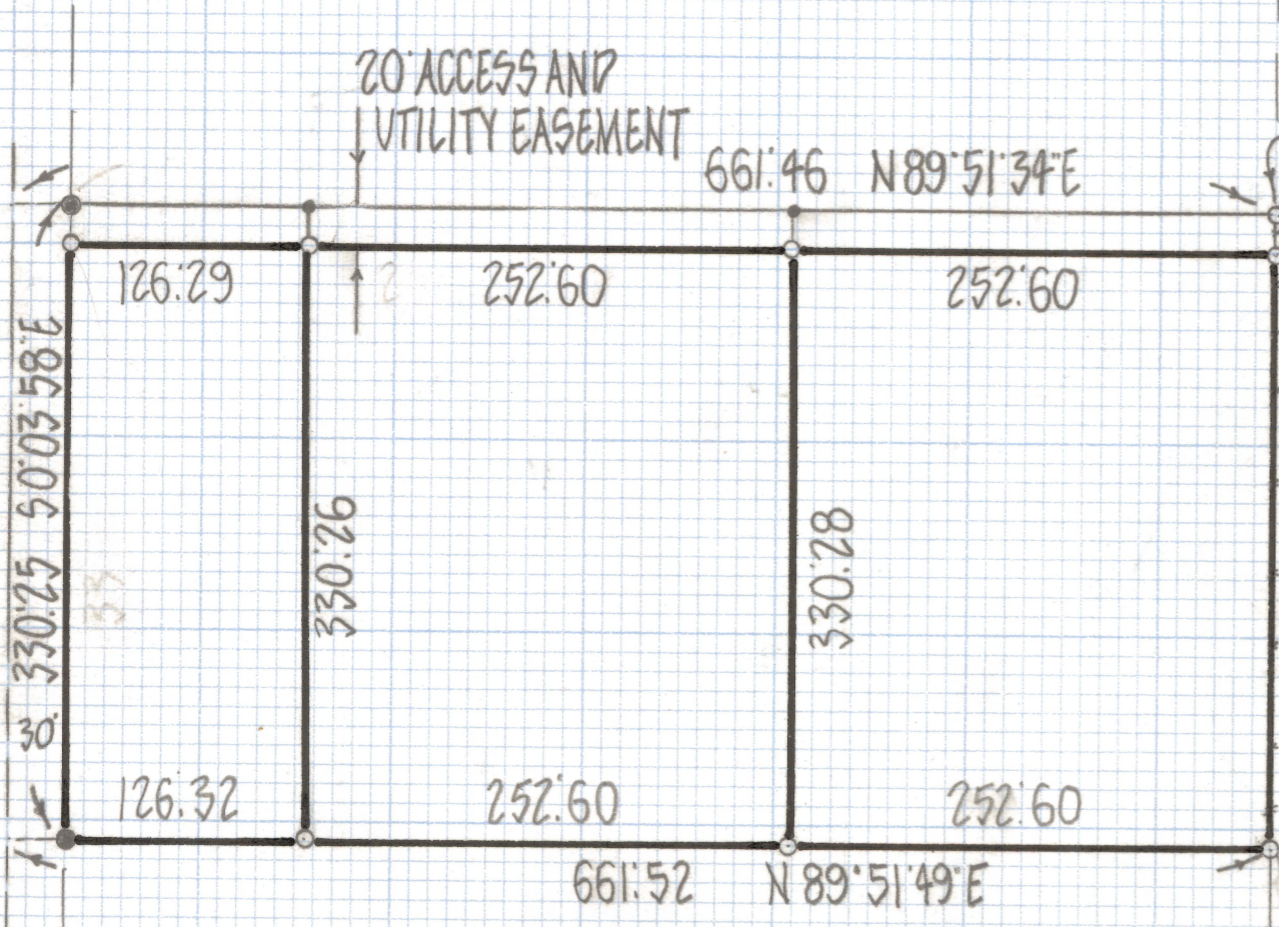 20' ACCESS AND
UTILITY EASEMENT
661.46 N 89°51'34"E
126.29
252.60
252.60
330.25 S 0°03'58"E
330.26
330.28
30'
126.32
252.60
252.60
661.52 N 89°51'49"E